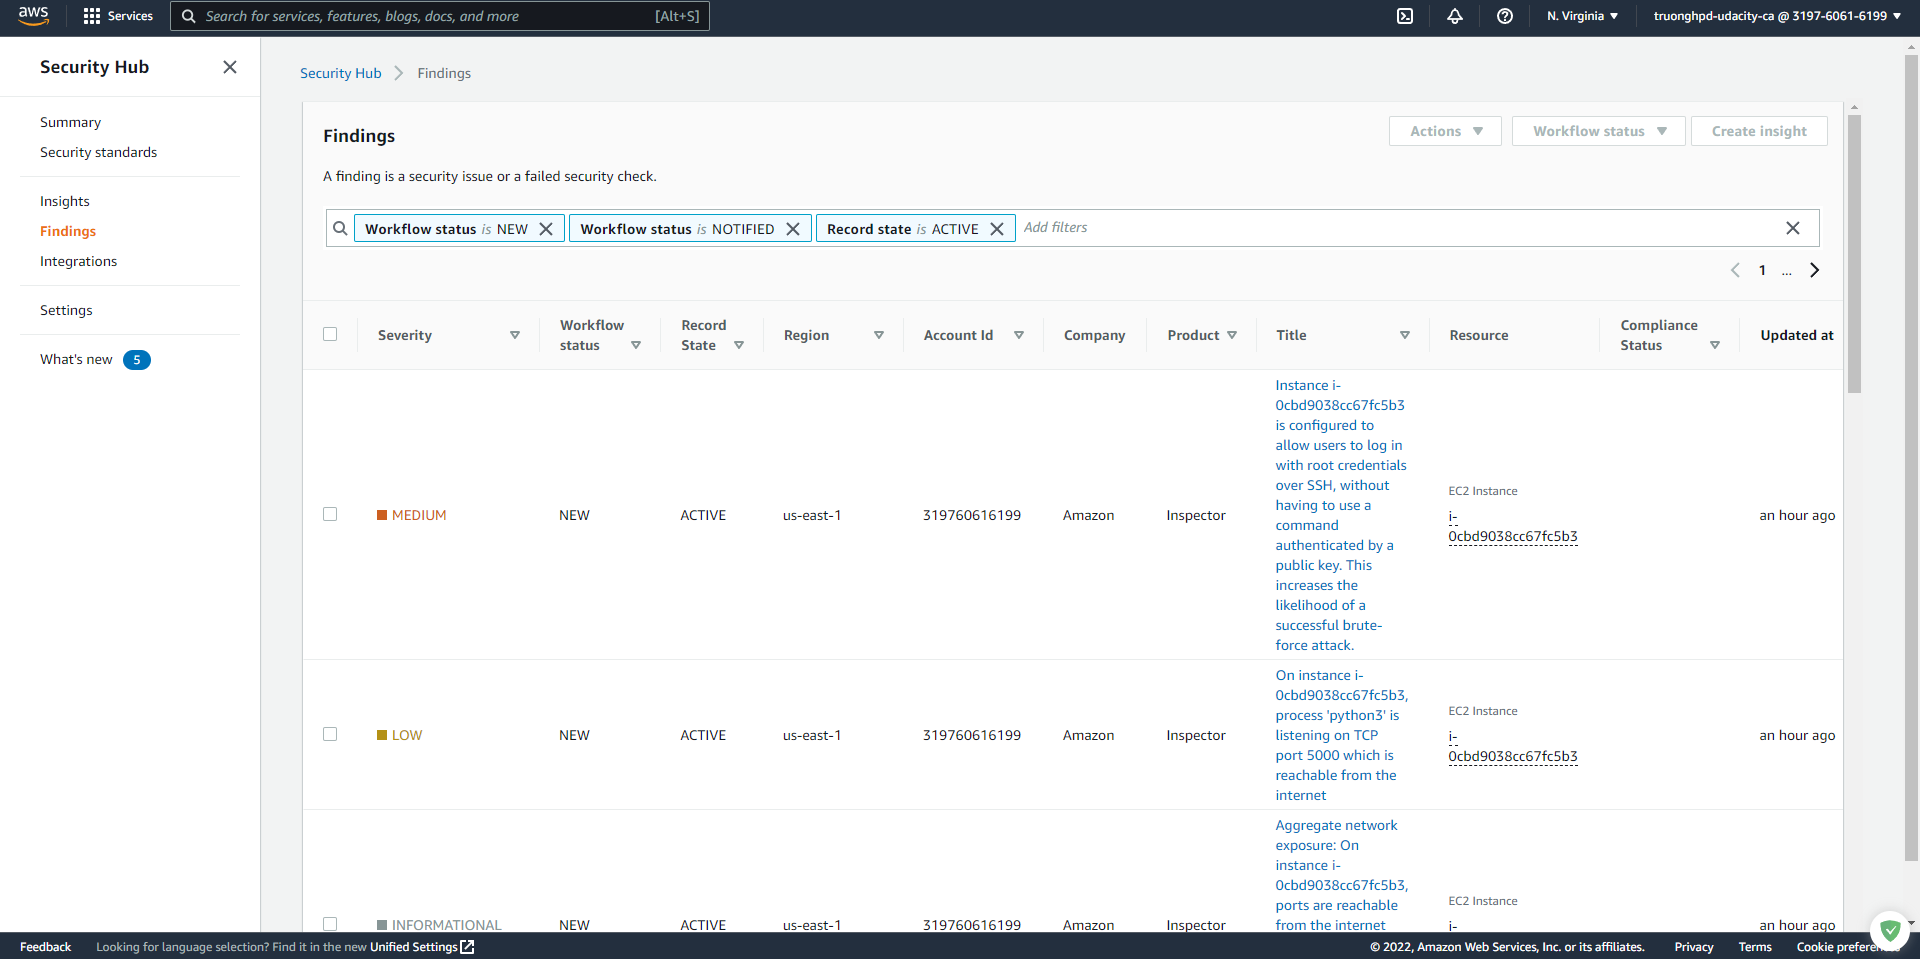 aws
Services
Search for services, features, blogs, docs, and more
[Alt+S]
N. Virginia
truonghpd-udacity-ca @ 3197-6061-6199
Security Hub
Summary
Security standards
Insights
Findings
Integrations
Settings
What's new 5
Security Hub > Findings
Findings
Actions
Workflow status
Create insight
A finding is a security issue or a failed security check.
Workflow status is NEW
Workflow status is NOTIFIED
Record state is ACTIVE
Add filters
1 ...
Severity
Workflow
status
Record
State
Region
Account Id
Company
Product
Title
Resource
Compliance
Status
Updated at
MEDIUM
NEW
ACTIVE
us-east-1
319760616199
Amazon
Inspector
Instance i-
0cbd9038cc67fc5b3
is configured to
allow users to log in
with root credentials
over SSH, without
having to use a
command
authenticated by a
public key. This
increases the
likelihood of a
successful brute-
force attack.
EC2 Instance
i-
0cbd9038cc67fc5b3
an hour ago
LOW
NEW
ACTIVE
us-east-1
319760616199
Amazon
Inspector
On instance i-
0cbd9038cc67fc5b3,
process 'python3' is
listening on TCP
port 5000 which is
reachable from the
internet
EC2 Instance
i-
0cbd9038cc67fc5b3
an hour ago
INFORMATIONAL
NEW
ACTIVE
us-east-1
319760616199
Amazon
Inspector
Aggregate network
exposure: On
instance i-
0cbd9038cc67fc5b3,
ports are reachable
from the internet
EC2 Instance
i-
an hour ago
Feedback
Looking for language selection? Find it in the new Unified Settings
© 2022, Amazon Web Services, Inc. or its affiliates.
Privacy
Terms
Cookie prefere